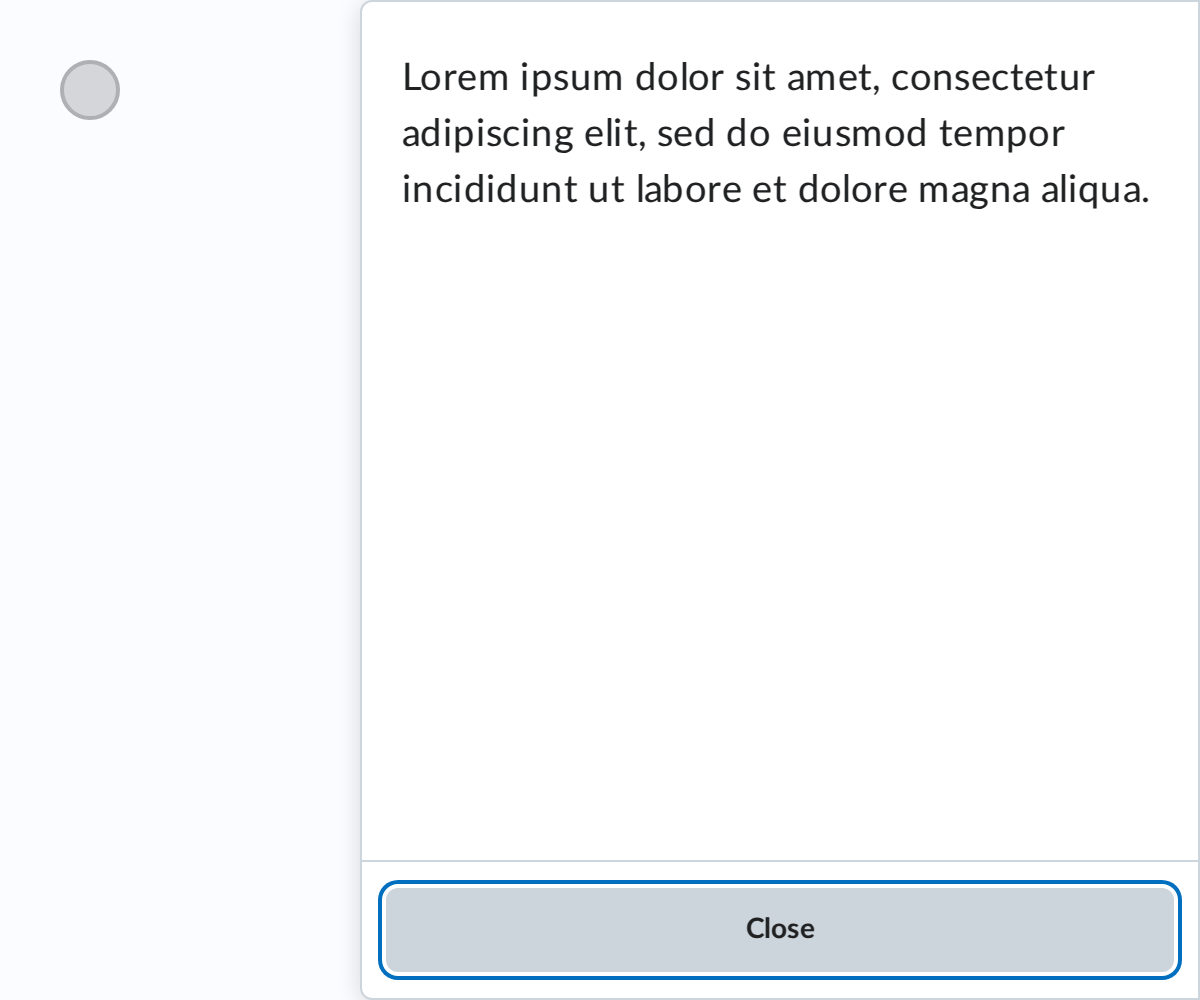 Lorem ipsum dolor sit amet, consectetur
adipiscing elit, sed do eiusmod tempor
incididunt ut labore et dolore magna aliqua.
Close